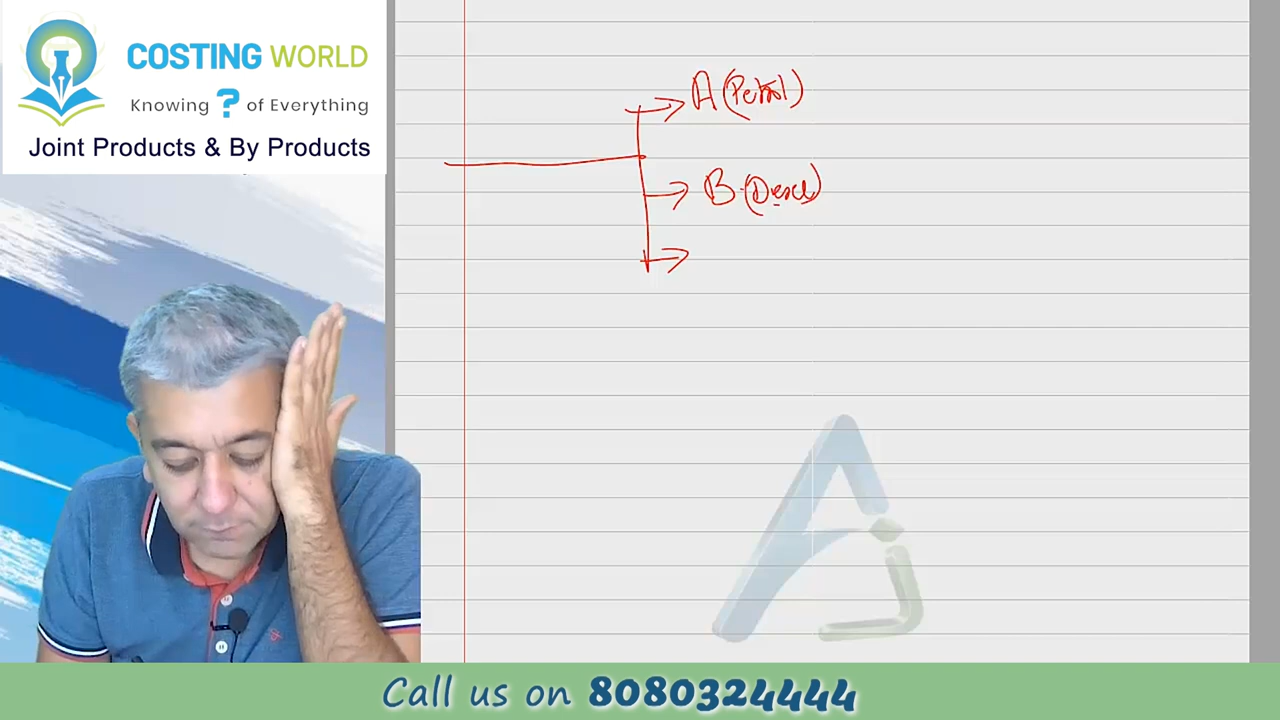 COSTING WORLD
Knowing ? of Everything
Joint Products & By Products
A (Petrol)
B (Diesel)
Call us on 8080324444